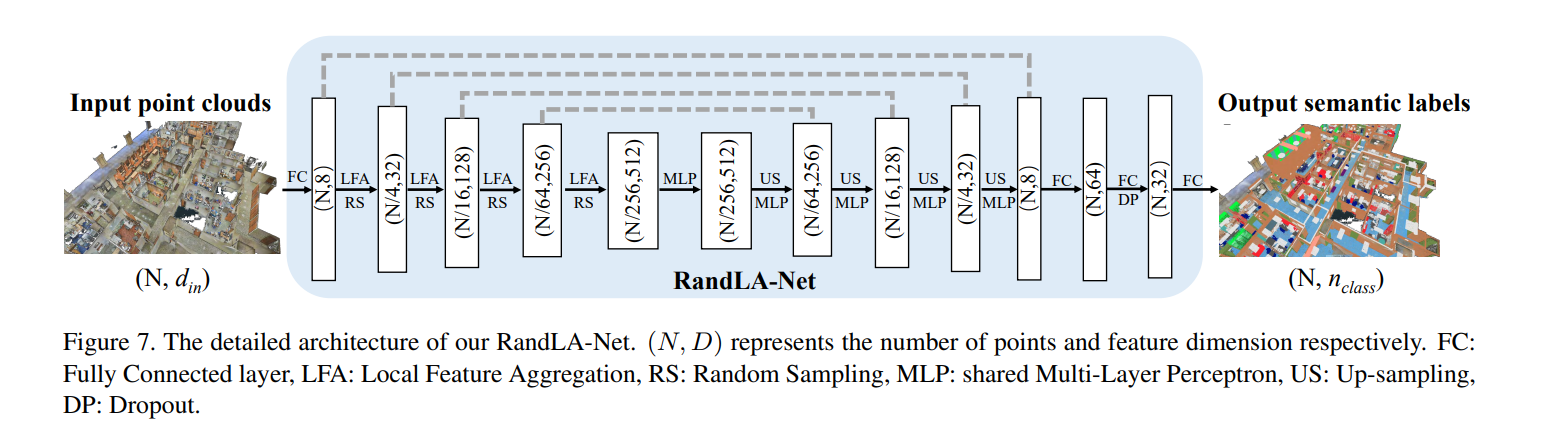 Input point clouds
(N, d_in)
FC
(N,8)
LFA
RS
(N/4,32)
LFA
RS
(N/16,128)
LFA
RS
(N/64,256)
LFA
RS
(N/256,512)
MLP
(N/256,512)
US
MLP
(N/64,256)
US
MLP
(N/16,128)
US
MLP
(N/4,32)
US
MLP
(N,8)
FC
(N,64)
FC
DP
(N,32)
FC
RandLA-Net
Output semantic labels
(N, n_class)
Figure 7. The detailed architecture of our RandLA-Net. (N, D) represents the number of points and feature dimension respectively. FC:
Fully Connected layer, LFA: Local Feature Aggregation, RS: Random Sampling, MLP: shared Multi-Layer Perceptron, US: Up-sampling,
DP: Dropout.